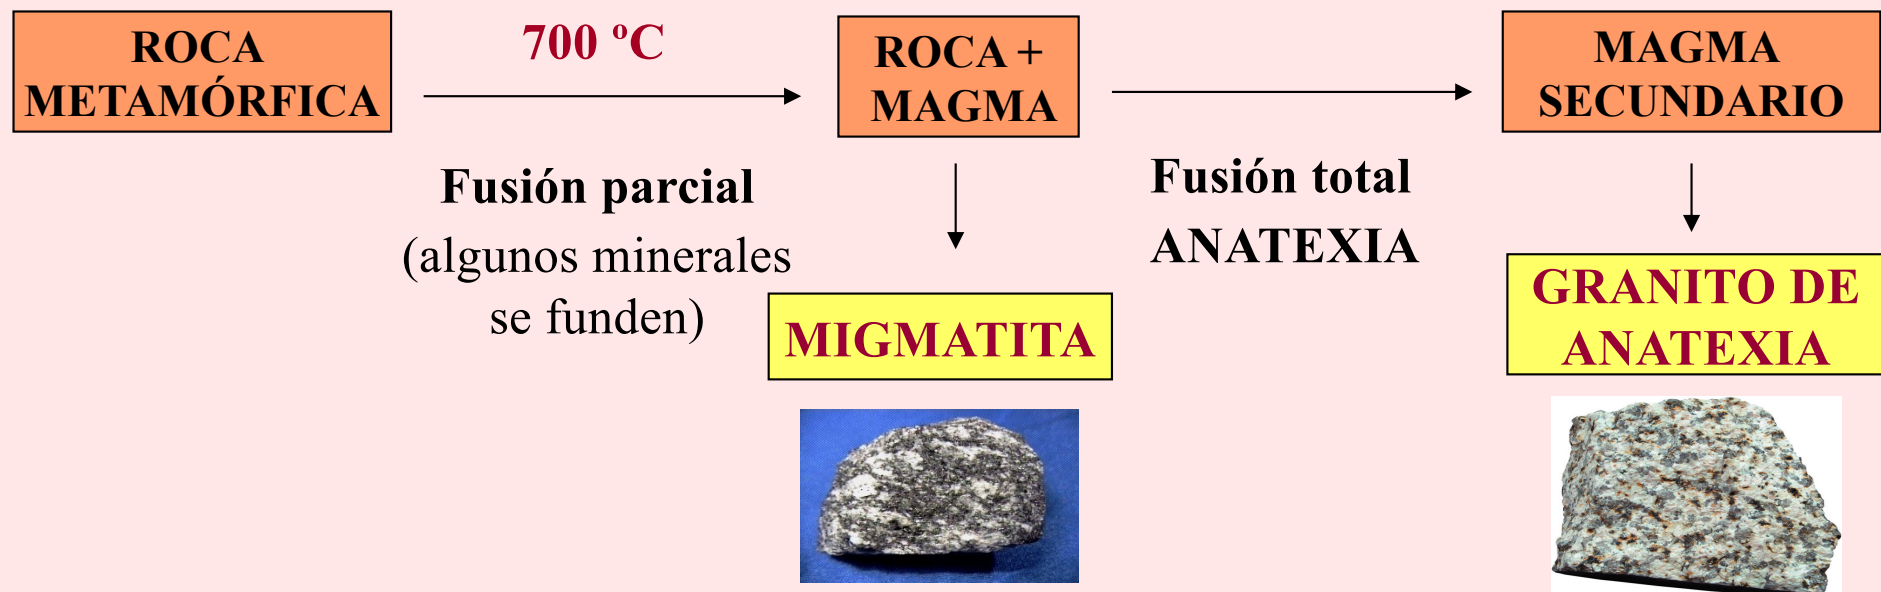 ROCA
METAMÓRFICA
700 ºC
Fusión parcial
(algunos minerales
se funden)
ROCA +
MAGMA
MIGMATITA
Fusión total
ANATEXIA
MAGMA
SECUNDARIO
GRANITO DE
ANATEXIA